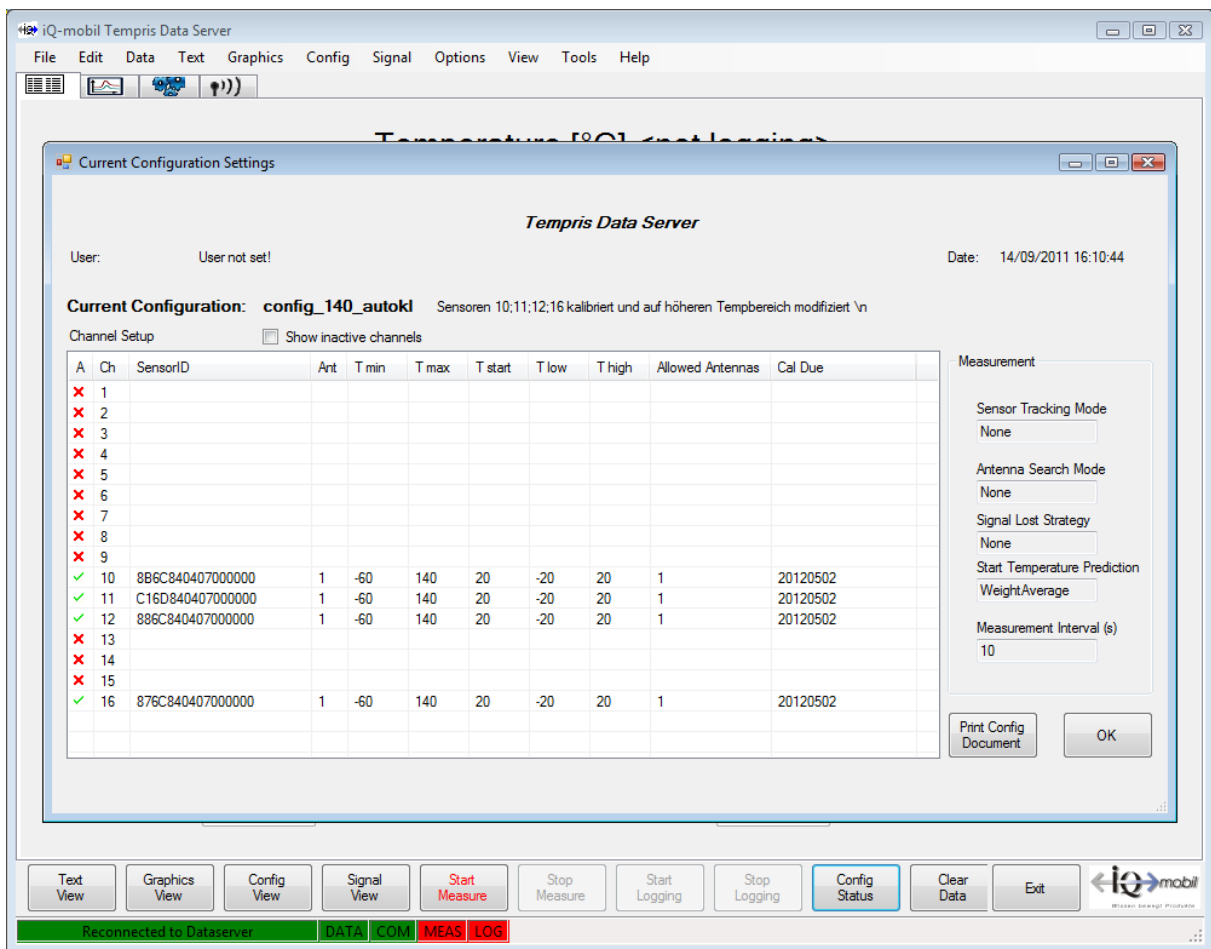 iQ-mobil Tempris Data Server
File Edit Data Text Graphics Config Signal Options View Tools Help
Temperature [°C] <not logging>
Current Configuration Settings
Tempris Data Server
User: User not set! Date: 14/09/2011 16:10:44
Current Configuration: config_140_autokl Sensoren 10;11;12;16 kalibriert und auf höheren Tempbereich modifiziert \n
Channel Setup Show inactive channels
A Ch SensorID Ant T min T max T start T low T high Allowed Antennas Cal Due
1
2
3
4
5
6
7
8
9
10 8B6C840407000000 1 -60 140 20 -20 20 1 20120502
11 C16D840407000000 1 -60 140 20 -20 20 1 20120502
12 886C840407000000 1 -60 140 20 -20 20 1 20120502
13
14
15
16 876C840407000000 1 -60 140 20 -20 20 1 20120502
Measurement
Sensor Tracking Mode
None
Antenna Search Mode
None
Signal Lost Strategy
None
Start Temperature Prediction
WeightAverage
Measurement Interval (s)
10
Print Config
Document
OK
Text
View
Graphics
View
Config
View
Signal
View
Start
Measure
Stop
Measure
Start
Logging
Stop
Logging
Config
Status
Clear
Data
Exit
iQ mobil
Wissen bewegt Produkte
Reconnected to Dataserver DATA COM MEAS LOG